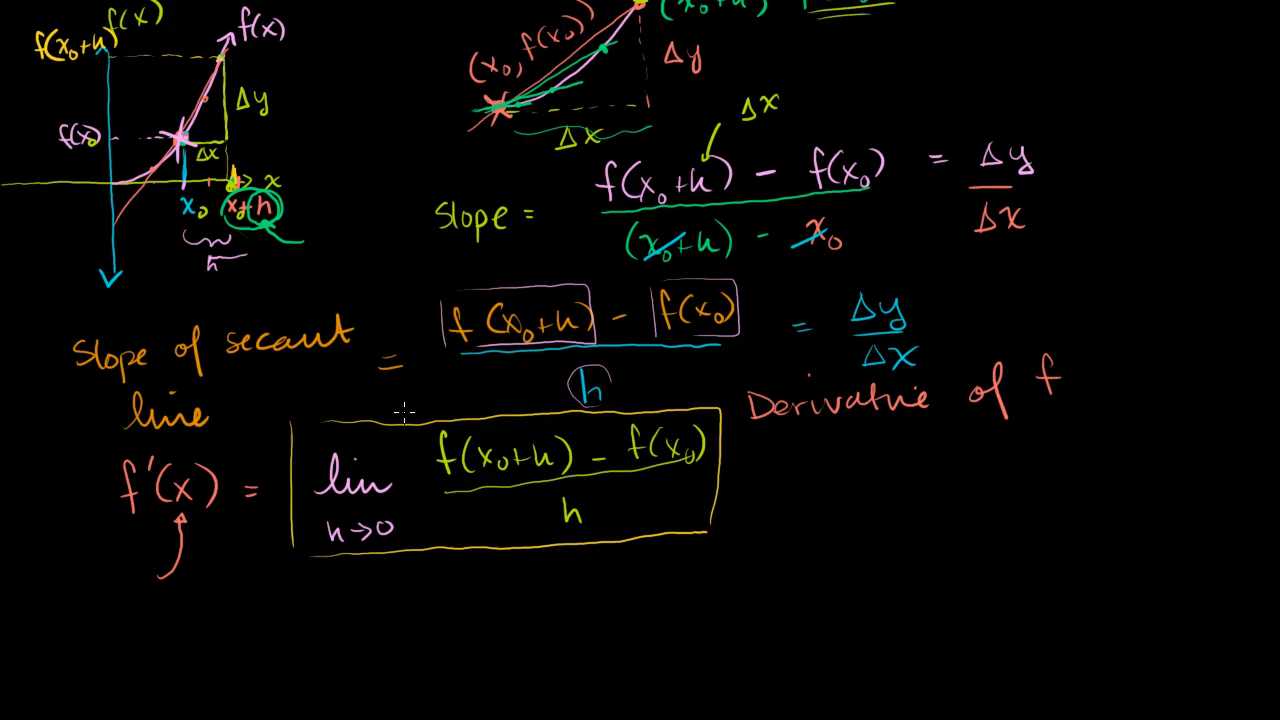 f(x)
f(x₀+h)
f(x)
f(x₀)
Δy
Δx
x
x₀
x₀+h
h
(x₀+h)
(x₀, f(x₀))
Δy
Δx
Δx
Slope = f(x₀+h) - f(x₀) / (x₀+h) - x₀ = Δy / Δx
Slope of secant line = f(x₀+h) - f(x₀) / h = Δy / Δx
Derivative of f
f'(x) = lim h→0 f(x₀+h) - f(x₀) / h